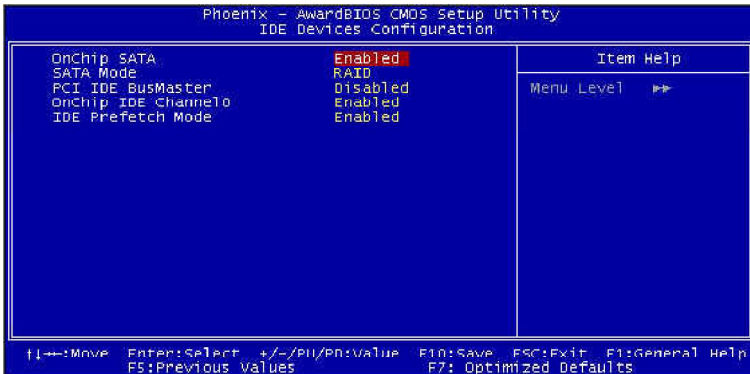 Phoenix - AwardBIOS CMOS Setup Utility
IDE Devices Configuration
OnChip SATA Enabled
SATA Mode RAID
PCI IDE BusMaster Disabled
OnChip IDE Channel0 Enabled
IDE Prefetch Mode Enabled
Item Help
Menu Level ▶▶
↑↓→←:Move Enter:Select +/-/PU/PD:Value F10:Save ESC:Exit F1:General Help
F5:Previous Values F7: Optimized Defaults